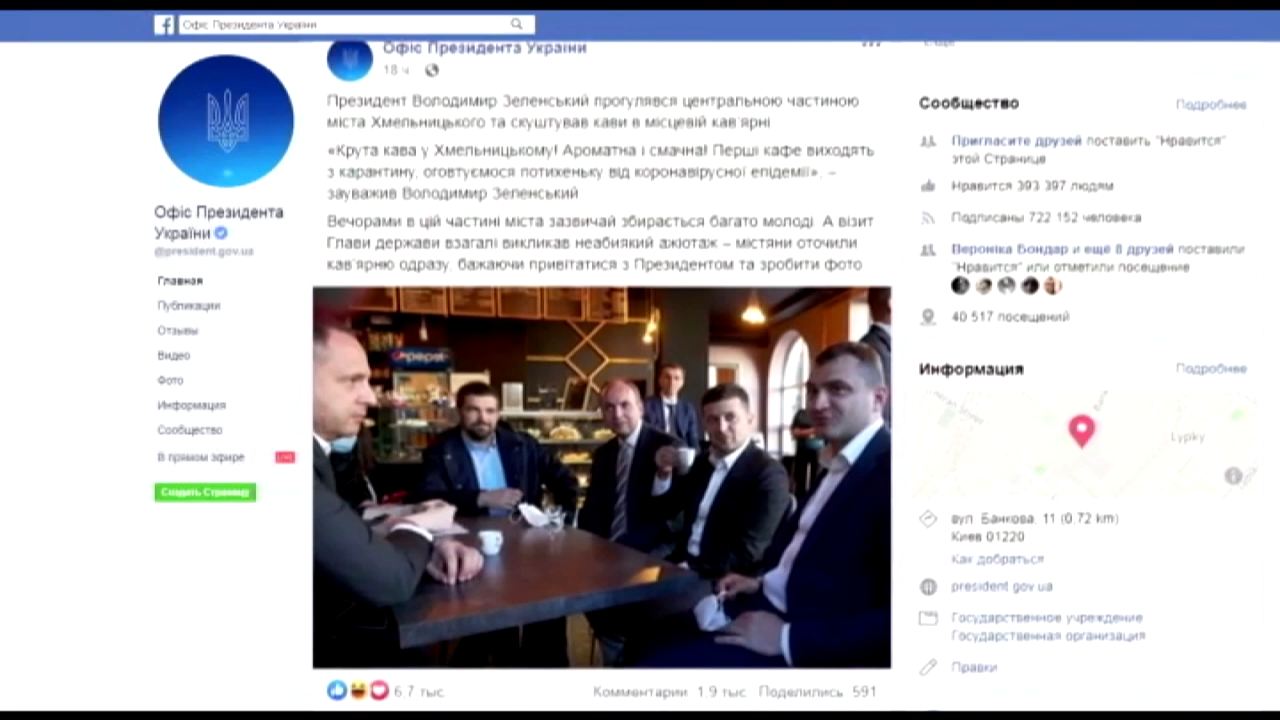 Офіс Президента України
Офіс Президента
України
@president.gov.ua
Главная
Публикации
Отзывы
Видео
Фото
Информация
Сообщество
В прямом эфире
LIVE
Создать Страницу
Офіс Президента України
18 ч
Президент Володимир Зеленський прогулявся центральною частиною
міста Хмельницького та скуштував кави в місцевій кав'ярні
«Крута кава у Хмельницькому! Ароматна і смачна! Перші кафе виходять
з карантину, оговтуємося потихеньку від коронавірусної епідемії», –
зауважив Володимир Зеленський
Вечорами в цій частині міста зазвичай збирається багато молоді. А візит
Глави держави взагалі викликав неабиякий ажіотаж – містяни оточили
кав'ярню одразу, бажаючи привітатися з Президентом та зробити фото
pepsi
6,7 тыс.
Комментарии: 1,9 тыс. Поделились: 591
Сообщество
Подробнее
Пригласите друзей поставить "Нравится"
этой Странице
Нравится 393 397 людям
Подписаны 722 152 человека
Вероніка Бондар и ещё 8 друзей поставили
"Нравится" или отметили посещение
40 517 посещений
Информация
Подробнее
Lypky
вул. Банкова, 11 (0,72 km)
Киев 01220
Как добраться
president.gov.ua
Государственное учреждение
Государственная организация
Правки